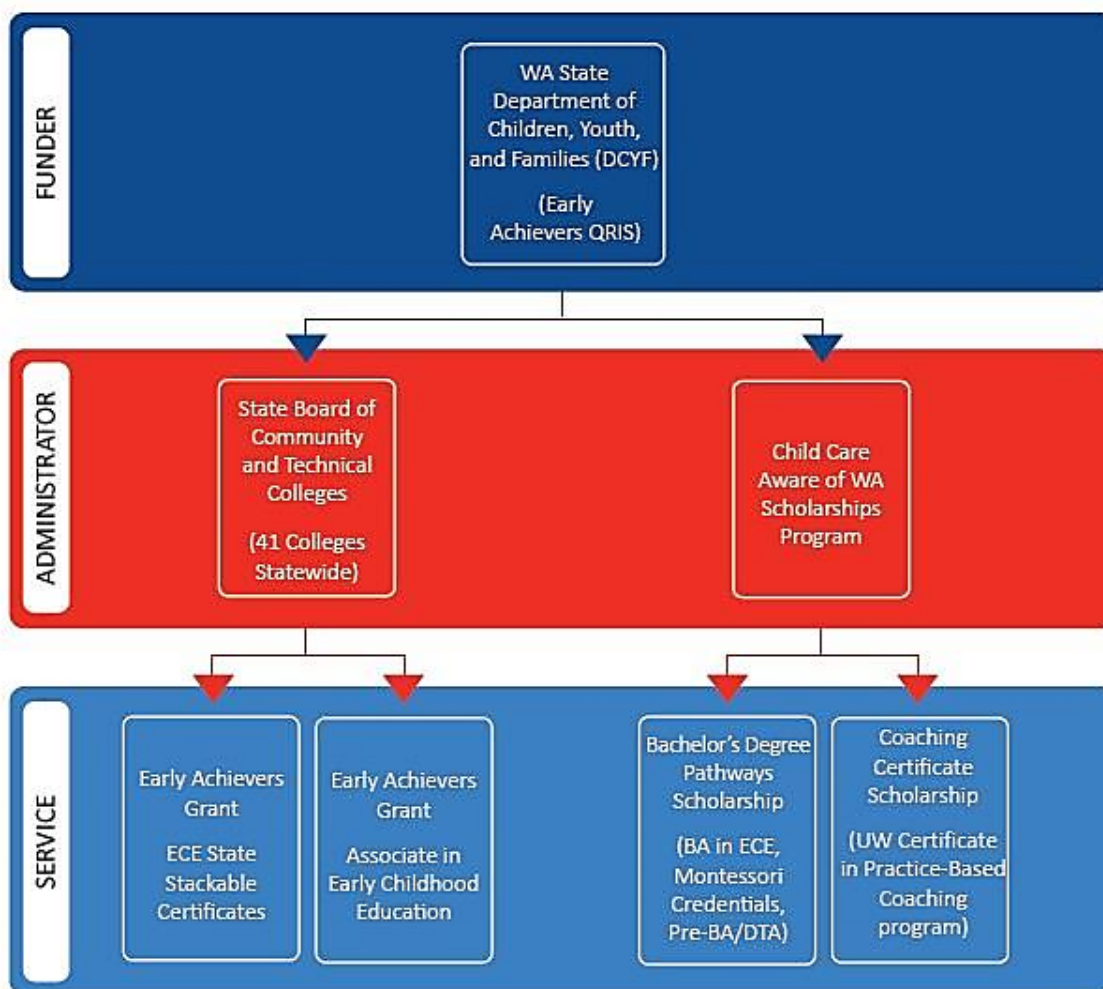 FUNDER
WA State
Department of
Children, Youth,
and Families (DCYF)
(Early
Achievers QRIS)
ADMINISTRATOR
State Board of
Community
and Technical
Colleges
(41 Colleges
Statewide)
Child Care
Aware of WA
Scholarships
Program
SERVICE
Early Achievers
Grant
ECE State
Stackable
Certificates
Early Achievers
Grant
Associate in
Early Childhood
Education
Bachelor's Degree
Pathways
Scholarship
(BA in ECE,
Montessori
Credentials,
Pre-BA/DTA)
Coaching
Certificate
Scholarship
(UW Certificate
in Practice-Based
Coaching
program)